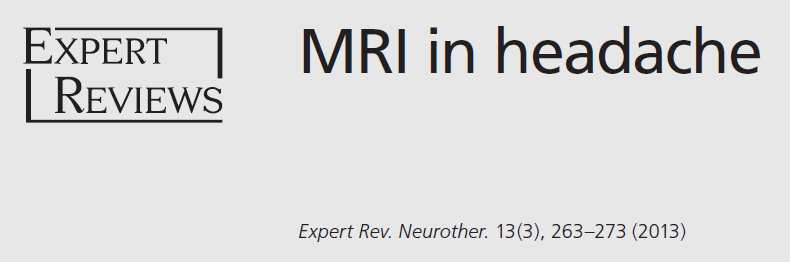 EXPERT
REVIEWS
MRI in headache
Expert Rev. Neurother. 13(3), 263–273 (2013)